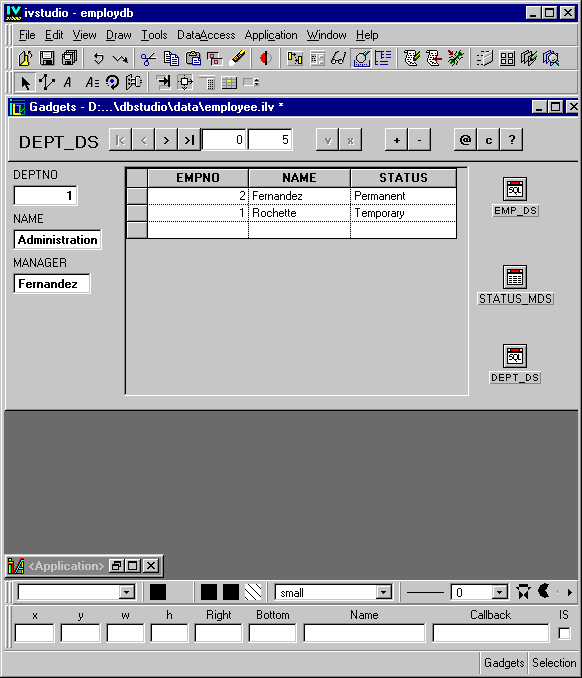 ivstudio - employdb
File Edit View Draw Tools DataAccess Application Window Help
Gadgets - D:...\dbstudio\data\employee.ilv *
DEPT_DS |< < > >| 0 5 v x + - @ c ?
DEPTNO
1
NAME
Administration
MANAGER
Fernandez
EMPNO NAME STATUS
2 Fernandez Permanent
1 Rochette Temporary
EMP_DS
STATUS_MDS
DEPT_DS
<Application>
small 0
x y w h Right Bottom Name Callback IS
Gadgets Selection